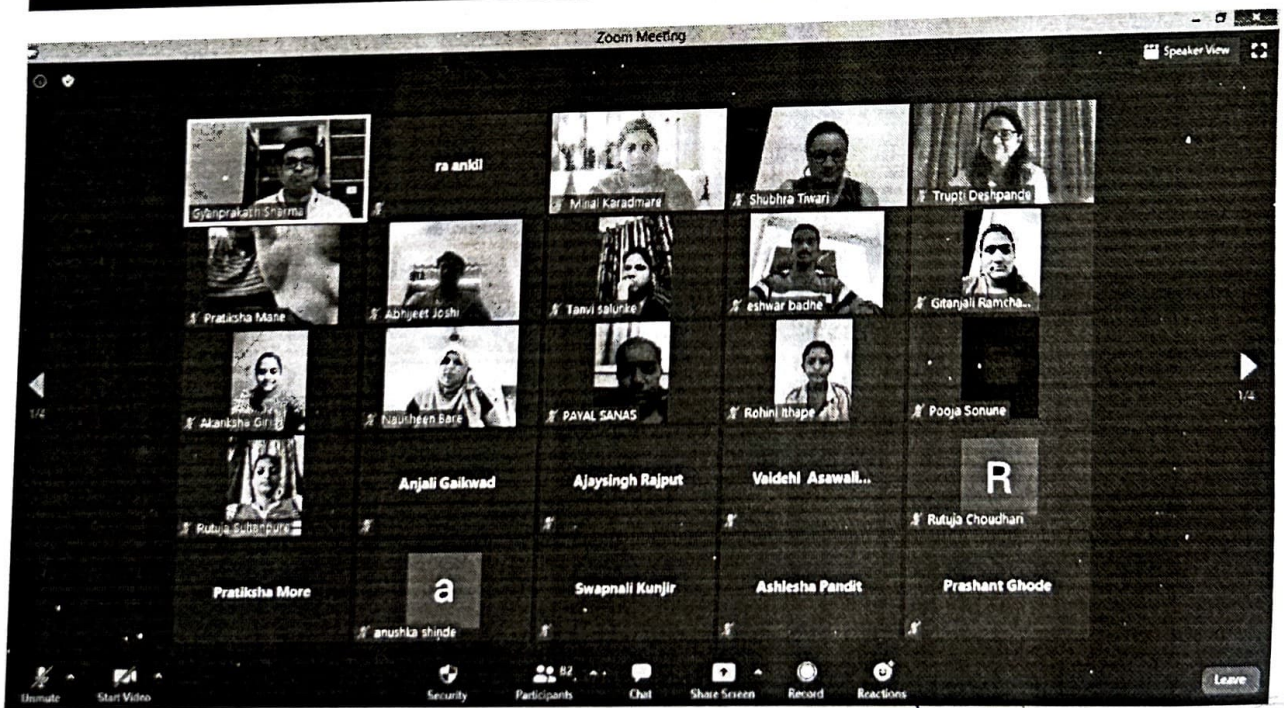 Zoom Meeting
Speaker View
Gyanprakash Sharma
ra ankil
Minal Karadmare
Shubhra Tiwari
Trupti Deshpande
Pratiksha Mane
Abhijeet Joshi
Tanvi salunke
eshwar badhe
Gitanjali Ramcha...
Akanksha Girigi
Nausheen Bare
PAYAL SANAS
Rohini Ithape
Pooja Sonune
1/4
1/4
Rutuja
Anjali Gaikwad
Ajaysingh Rajput
Vaidehi Asawali...
R
Rutuja Choudhari
Pratiksha More
a
anushka shinde
Swapnali Kunjir
Ashlesha Pandit
Prashant Ghode
Unmute
Start Video
Security
82
Participants
Chat
Share Screen
Record
Reactions
Leave